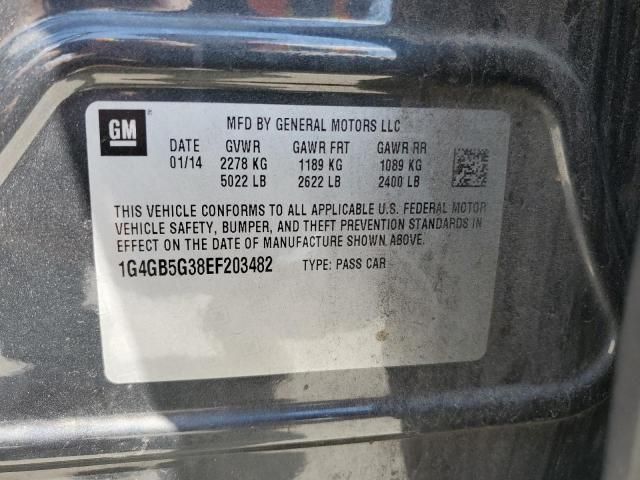 GM
MFD BY GENERAL MOTORS LLC
DATE GVWR GAWR FRT GAWR RR
01/14 2278 KG 1189 KG 1089 KG
5022 LB 2622 LB 2400 LB
THIS VEHICLE CONFORMS TO ALL APPLICABLE U.S. FEDERAL MOTOR
VEHICLE SAFETY, BUMPER, AND THEFT PREVENTION STANDARDS IN
EFFECT ON THE DATE OF MANUFACTURE SHOWN ABOVE.
1G4GB5G38EF203482 TYPE: PASS CAR